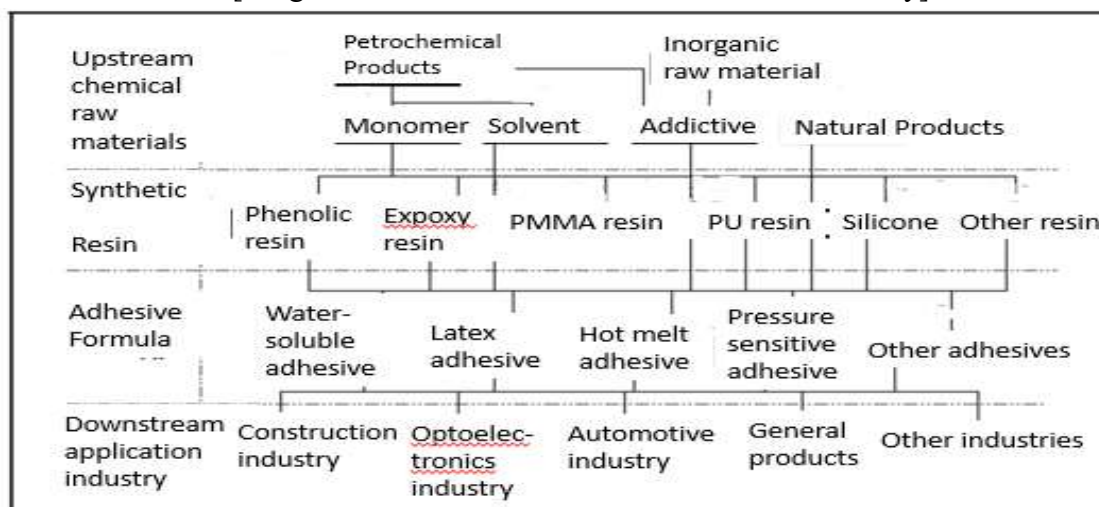 Upstream
chemical
raw
materials
Petrochemical
Products
Inorganic
raw material
Monomer
Solvent
Addictive
Natural Products
Synthetic
Resin
Phenolic
resin
Expoxy
resin
PMMA resin
PU resin
Silicone
Other resin
Adhesive
Formula
Water-
soluble
adhesive
Latex
adhesive
Hot melt
adhesive
Pressure
sensitive
adhesive
Other adhesives
Downstream
application
industry
Construction
industry
Optoelec-
tronics
industry
Automotive
industry
General
products
Other industries